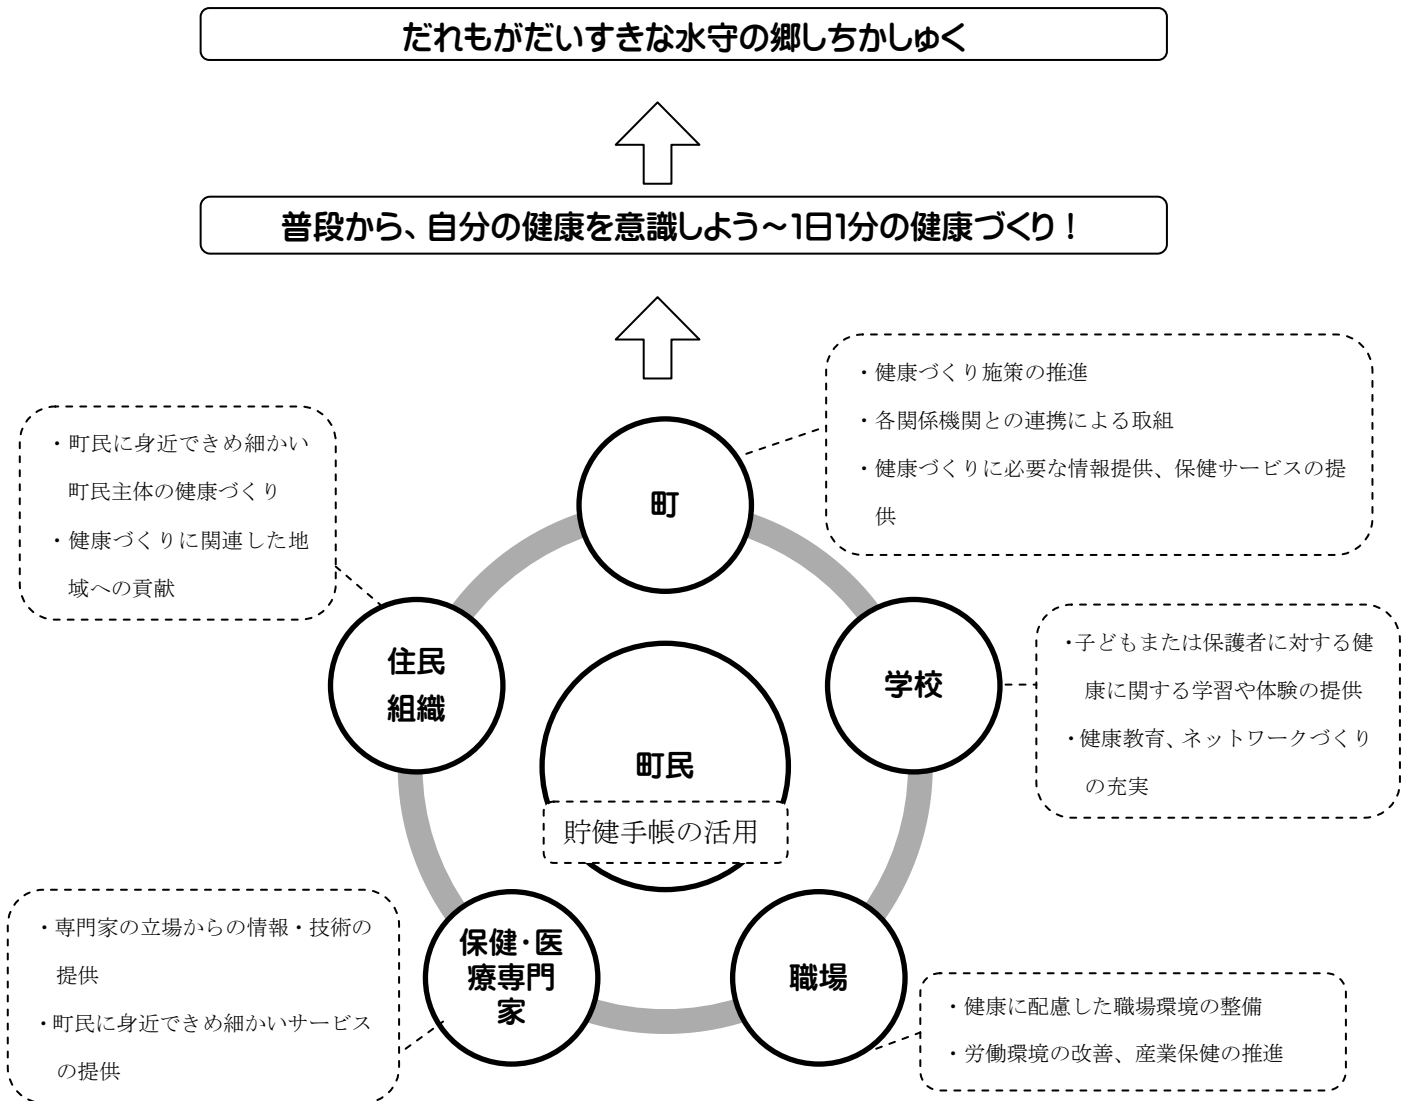 だれもがだいすきな水守の郷しちかしゅく
普段から、自分の健康を意識しよう～1日1分の健康づくり！
・健康づくり施策の推進
・各関係機関との連携による取組
・健康づくりに必要な情報提供、保健サービスの提
供
・町民に身近できめ細かい
町民主体の健康づくり
・健康づくりに関連した地
域への貢献
町
住民
組織
学校
・子どもまたは保護者に対する健
康に関する学習や体験の提供
・健康教育、ネットワークづくり
の充実
町民
貯健手帳の活用
・専門家の立場からの情報・技術の
提供
・町民に身近できめ細かいサービス
の提供
保健・医
療専門
家
職場
・健康に配慮した職場環境の整備
・労働環境の改善、産業保健の推進